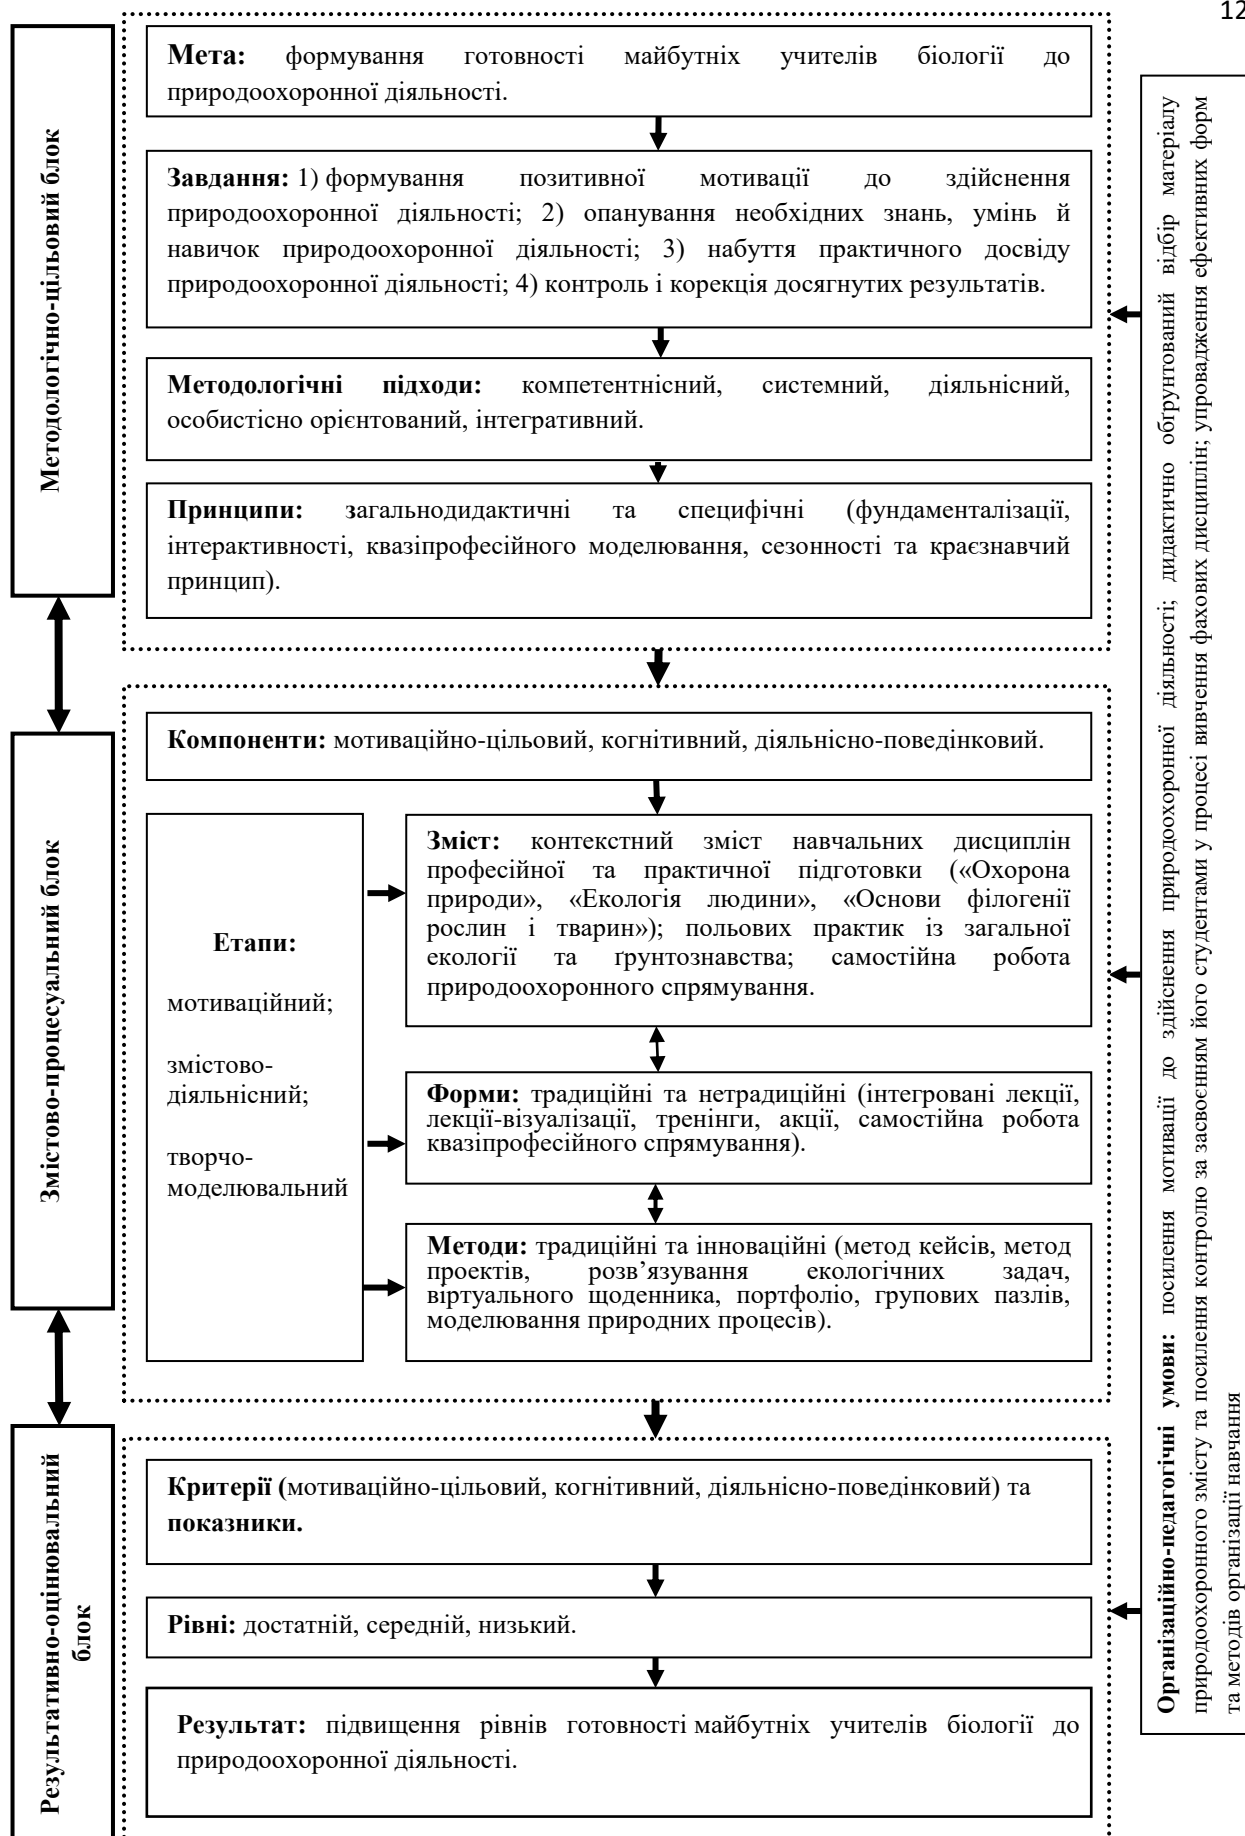 12
Методологічно-цільовий блок
Мета: формування готовності майбутніх учителів біології до
природоохоронної діяльності.
Завдання: 1) формування позитивної мотивації до здійснення
природоохоронної діяльності; 2) опанування необхідних знань, умінь й
навичок природоохоронної діяльності; 3) набуття практичного досвіду
природоохоронної діяльності; 4) контроль і корекція досягнутих результатів.
Методологічні підходи: компетентнісний, системний, діяльнісний,
особистісно орієнтований, інтегративний.
Принципи: загальнодидактичні та специфічні (фундаменталізації,
інтерактивності, квазіпрофесійного моделювання, сезонності та краєзнавчий
принцип).
Змістово-процесуальний блок
Компоненти: мотиваційно-цільовий, когнітивний, діяльнісно-поведінковий.
Етапи:
мотиваційний;
змістово-
діяльнісний;
творчо-
моделювальний
Зміст: контекстний зміст навчальних дисциплін
професійної та практичної підготовки («Охорона
природи», «Екологія людини», «Основи філогенії
рослин і тварин»); польових практик із загальної
екології та ґрунтознавства; самостійна робота
природоохоронного спрямування.
Форми: традиційні та нетрадиційні (інтегровані лекції,
лекції-візуалізації, тренінги, акції, самостійна робота
квазіпрофесійного спрямування).
Методи: традиційні та інноваційні (метод кейсів, метод
проектів, розв’язування екологічних задач,
віртуального щоденника, портфоліо, групових пазлів,
моделювання природних процесів).
Результативно-оцінювальний
блок
Критерії (мотиваційно-цільовий, когнітивний, діяльнісно-поведінковий) та
показники.
Рівні: достатній, середній, низький.
Результат: підвищення рівнів готовності майбутніх учителів біології до
природоохоронної діяльності.
Організаційно-педагогічні умови: посилення мотивації до здійснення природоохоронної діяльності; дидактично обґрунтований відбір матеріалу
природоохоронного змісту та посилення контролю за засвоєнням його студентами у процесі вивчення фахових дисциплін; упровадження ефективних форм
та методів організації навчання